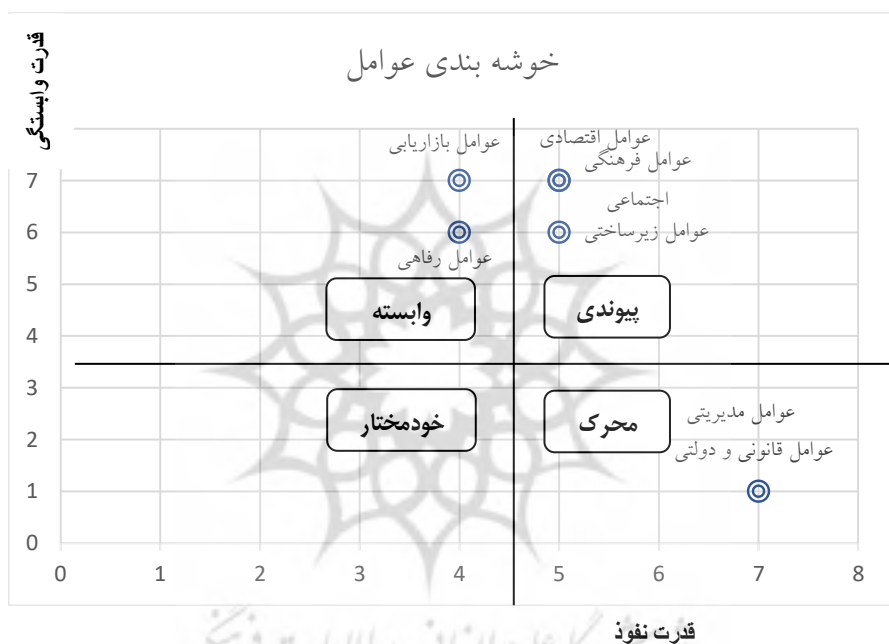 قدرت وابستگی
خوشه بندی عوامل
عوامل اقتصادی
عوامل بازاریابی
عوامل فرهنگی
اجتماعی
عوامل زیرساختی
عوامل رفاهی
پیوندی
وابسته
محرک
خودمختار
عوامل مدیریتی
عوامل قانونی و دولتی
7
6
5
4
3
2
1
0
0 1 2 3 4 5 6 7 8
قدرت نفوذ